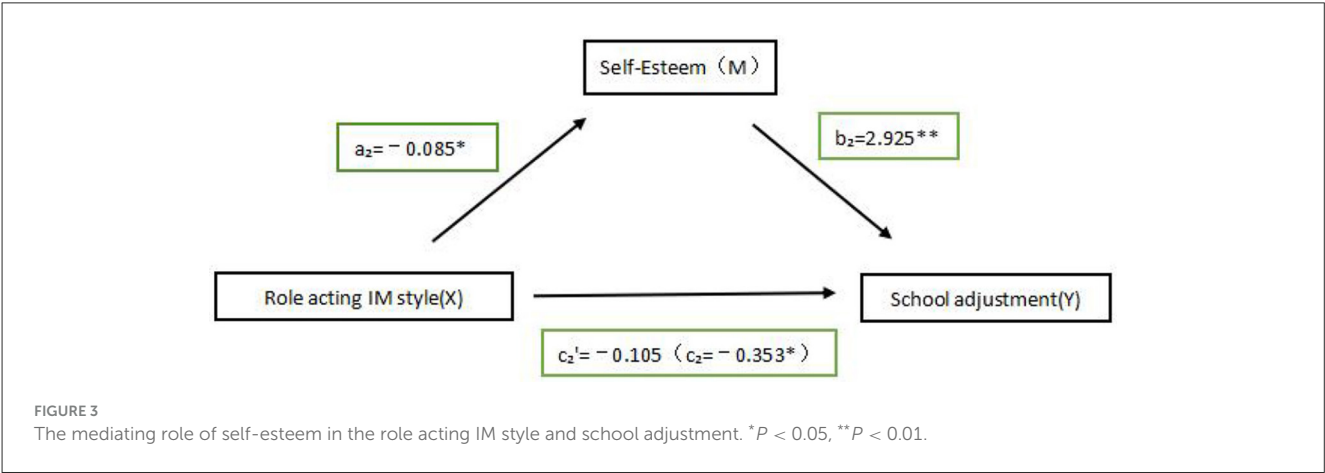 Self-Esteem（M）
a₂=－0.085*
b₂=2.925**
Role acting IM style(X)
School adjustment(Y)
c₂'=－0.105（c₂=－0.353*）
FIGURE 3
The mediating role of self-esteem in the role acting IM style and school adjustment. *P < 0.05, **P < 0.01.